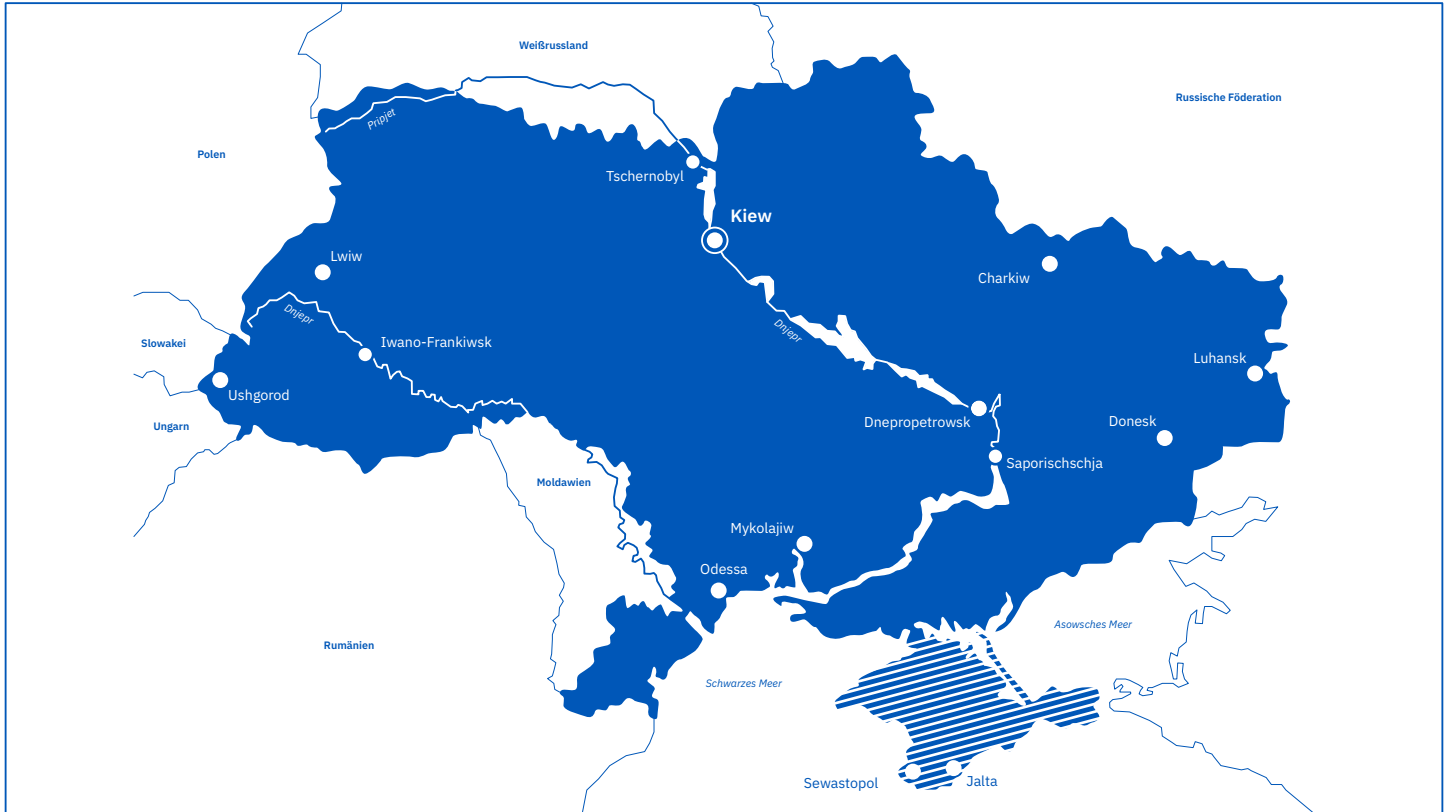 Weißrussland
Russische Föderation
Pripjet
Polen
Tschernobyl
Kiew
Lwiw
Charkiw
Dnjepr
Dnjepr
Iwano-Frankiwsk
Slowakei
Luhansk
Ushgorod
Dnepropetrowsk
Donesk
Ungarn
Saporischschja
Moldawien
Mykolajiw
Odessa
Asowsches Meer
Rumänien
Schwarzes Meer
Sewastopol
Jalta